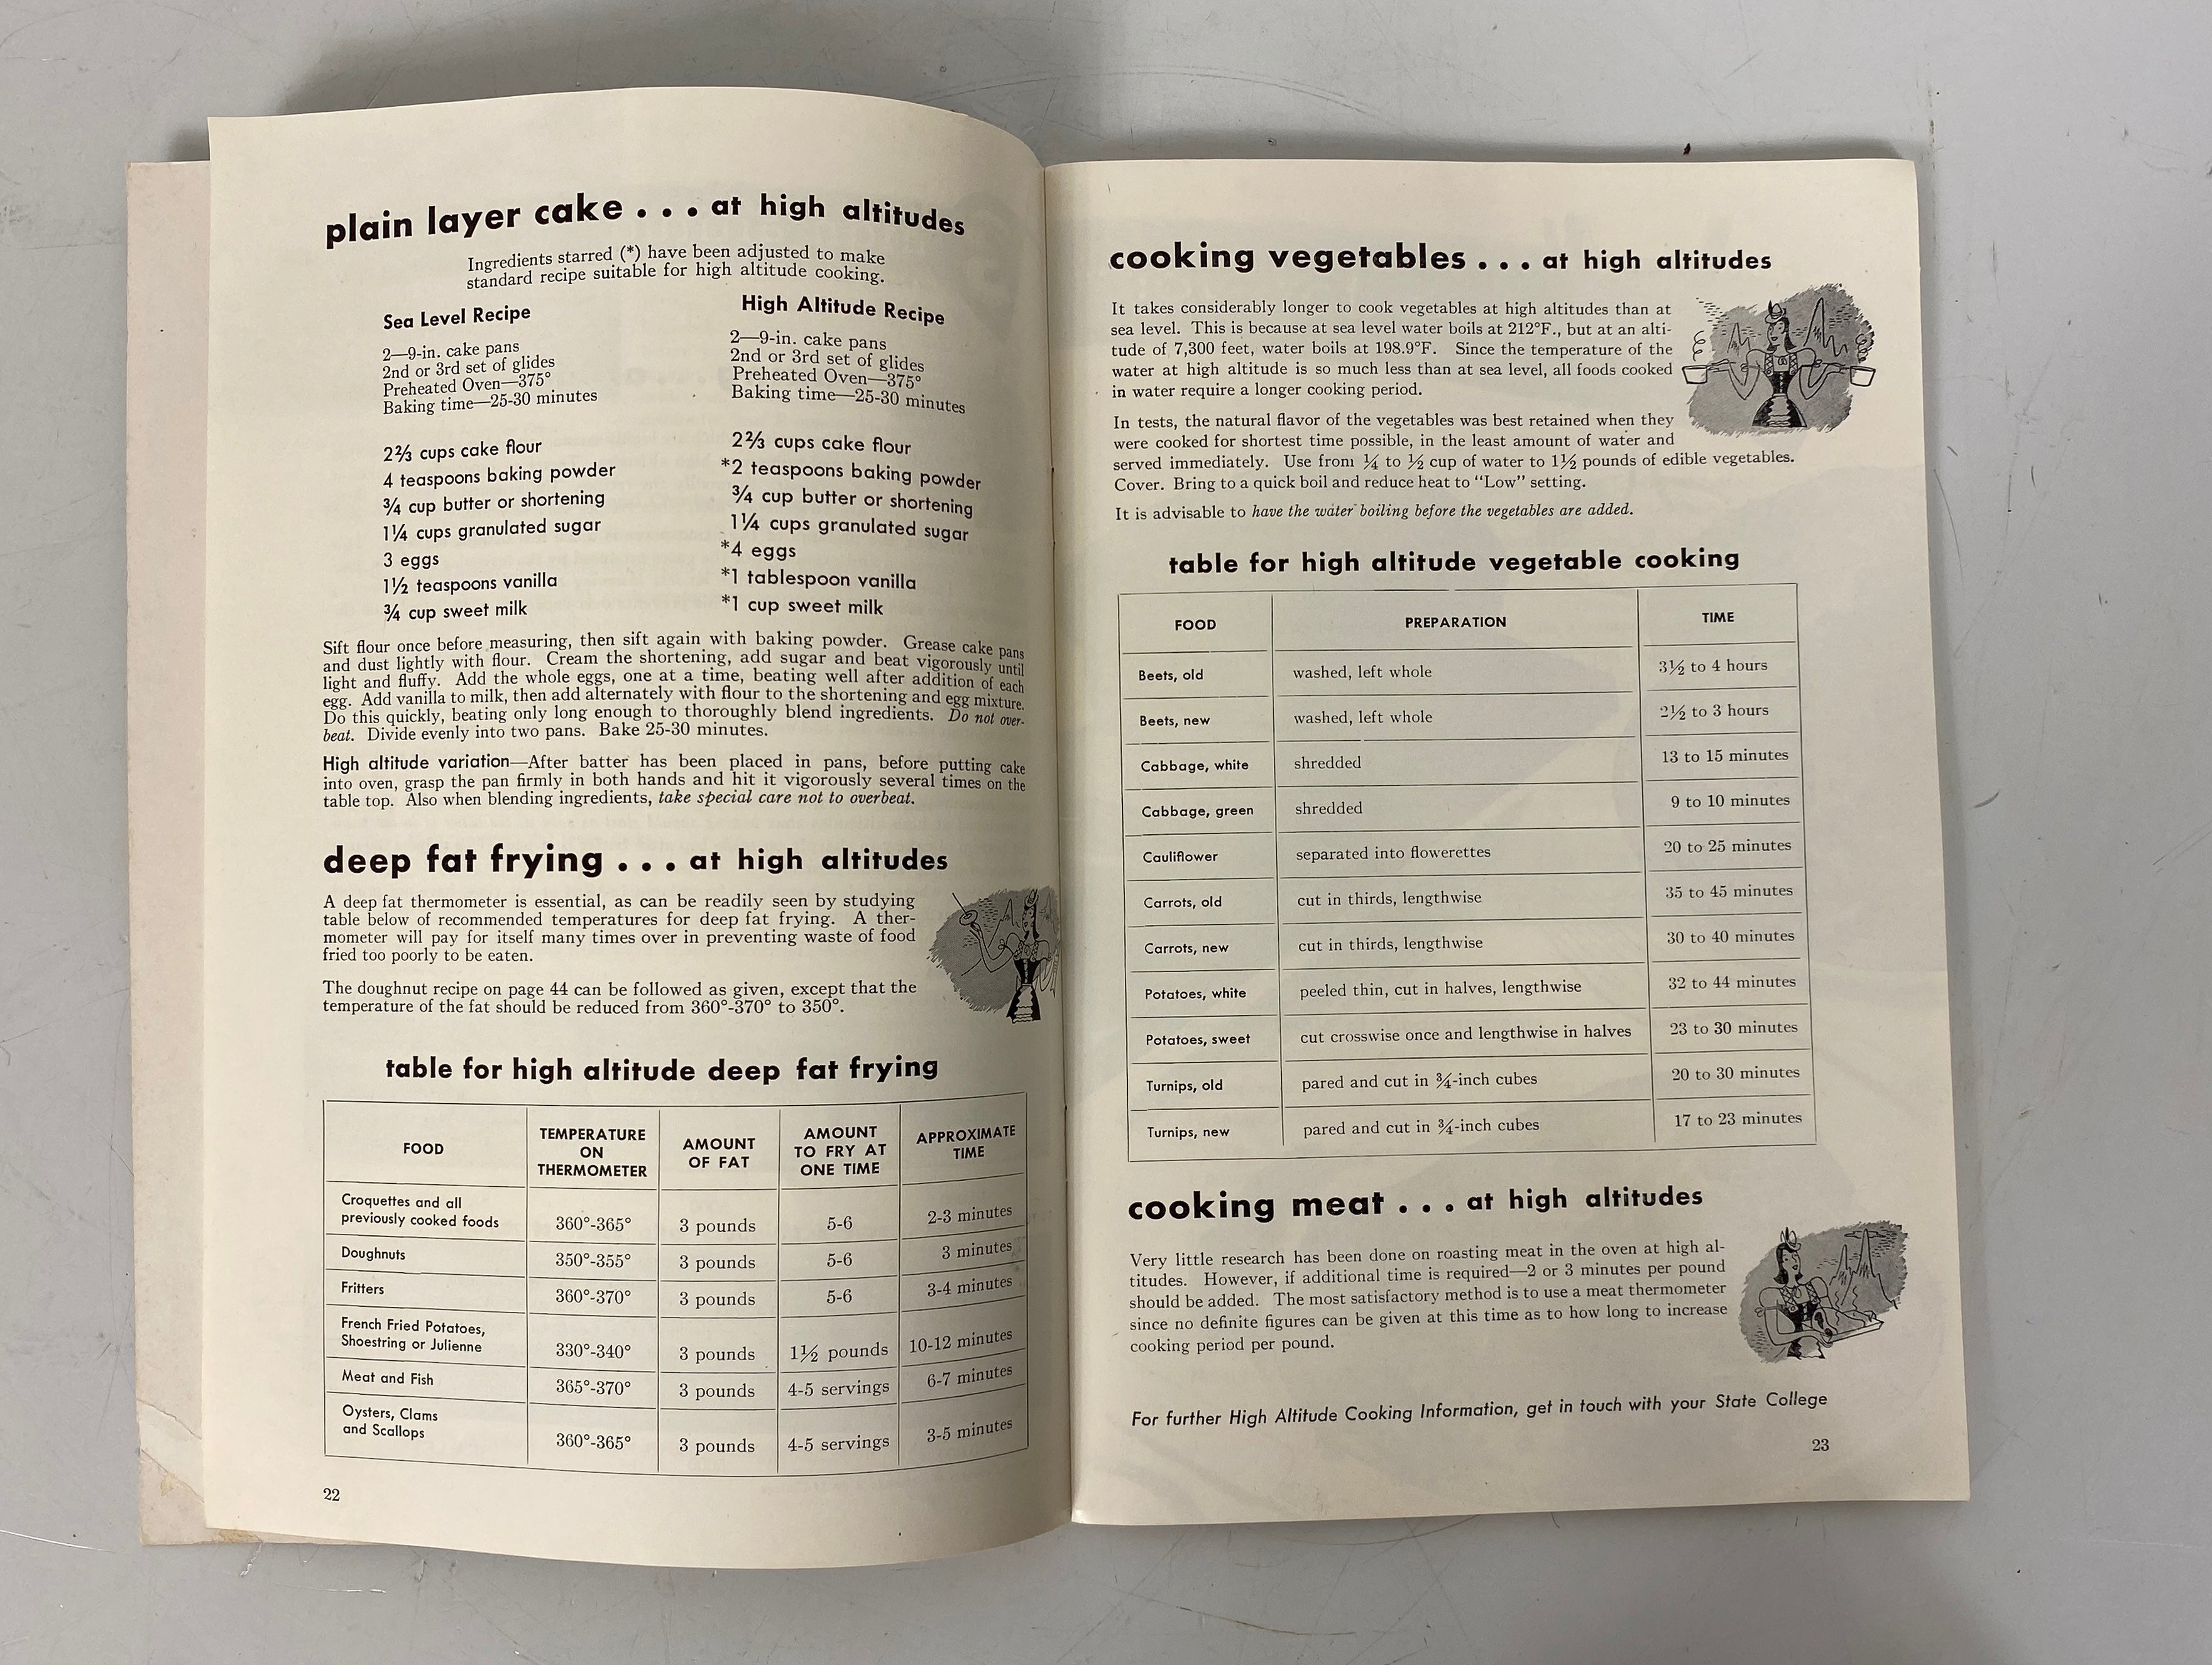 plain layer cake . . . at high altitudes
Ingredients starred (*) have been adjusted to make
standard recipe suitable for high altitude cooking.
Sea Level Recipe
2—9-in. cake pans
2nd or 3rd set of glides
Preheated Oven—375°
Baking time—25-30 minutes
2⅔ cups cake flour
4 teaspoons baking powder
¾ cup butter or shortening
1¼ cups granulated sugar
3 eggs
1½ teaspoons vanilla
¾ cup sweet milk
High Altitude Recipe
2—9-in. cake pans
2nd or 3rd set of glides
Preheated Oven—375°
Baking time—25-30 minutes
2⅔ cups cake flour
*2 teaspoons baking powder
¾ cup butter or shortening
1¼ cups granulated sugar
*4 eggs
*1 tablespoon vanilla
*1 cup sweet milk
Sift flour once before measuring, then sift again with baking powder. Grease cake pans
and dust lightly with flour. Cream the shortening, add sugar and beat vigorously until
light and fluffy. Add the whole eggs, one at a time, beating well after addition of each
egg. Add vanilla to milk, then add alternately with flour to the shortening and egg mixture.
Do this quickly, beating only long enough to thoroughly blend ingredients. Do not over-
beat. Divide evenly into two pans. Bake 25-30 minutes.
High altitude variation—After batter has been placed in pans, before putting cake
into oven, grasp the pan firmly in both hands and hit it vigorously several times on the
table top. Also when blending ingredients, take special care not to overbeat.
deep fat frying . . . at high altitudes
A deep fat thermometer is essential, as can be readily seen by studying
table below of recommended temperatures for deep fat frying. A ther-
mometer will pay for itself many times over in preventing waste of food
fried too poorly to be eaten.
The doughnut recipe on page 44 can be followed as given, except that the
temperature of the fat should be reduced from 360°-370° to 350°.
table for high altitude deep fat frying
FOOD
TEMPERATURE
ON
THERMOMETER
AMOUNT
OF FAT
AMOUNT
TO FRY AT
ONE TIME
APPROXIMATE
TIME
Croquettes and all
previously cooked foods 360°-365° 3 pounds 5-6 2-3 minutes
Doughnuts 350°-355° 3 pounds 5-6 3 minutes
Fritters 360°-370° 3 pounds 5-6 3-4 minutes
French Fried Potatoes,
Shoestring or Julienne 330°-340° 3 pounds 1½ pounds 10-12 minutes
Meat and Fish 365°-370° 3 pounds 4-5 servings 6-7 minutes
Oysters, Clams
and Scallops 360°-365° 3 pounds 4-5 servings 3-5 minutes
22
cooking vegetables . . . at high altitudes
It takes considerably longer to cook vegetables at high altitudes than at
sea level. This is because at sea level water boils at 212°F., but at an alti-
tude of 7,300 feet, water boils at 198.9°F. Since the temperature of the
water at high altitude is so much less than at sea level, all foods cooked
in water require a longer cooking period.
In tests, the natural flavor of the vegetables was best retained when they
were cooked for shortest time possible, in the least amount of water and
served immediately. Use from ¼ to ½ cup of water to 1½ pounds of edible vegetables.
Cover. Bring to a quick boil and reduce heat to “Low” setting.
It is advisable to have the water boiling before the vegetables are added.
table for high altitude vegetable cooking
FOOD PREPARATION TIME
Beets, old washed, left whole 3½ to 4 hours
Beets, new washed, left whole 2½ to 3 hours
Cabbage, white shredded 13 to 15 minutes
Cabbage, green shredded 9 to 10 minutes
Cauliflower separated into flowerettes 20 to 25 minutes
Carrots, old cut in thirds, lengthwise 35 to 45 minutes
Carrots, new cut in thirds, lengthwise 30 to 40 minutes
Potatoes, white peeled thin, cut in halves, lengthwise 32 to 44 minutes
Potatoes, sweet cut crosswise once and lengthwise in halves 23 to 30 minutes
Turnips, old pared and cut in ¾-inch cubes 20 to 30 minutes
Turnips, new pared and cut in ¾-inch cubes 17 to 23 minutes
cooking meat . . . at high altitudes
Very little research has been done on roasting meat in the oven at high al-
titudes. However, if additional time is required—2 or 3 minutes per pound
should be added. The most satisfactory method is to use a meat thermometer
since no definite figures can be given at this time as to how long to increase
cooking period per pound.
For further High Altitude Cooking Information, get in touch with your State College
23